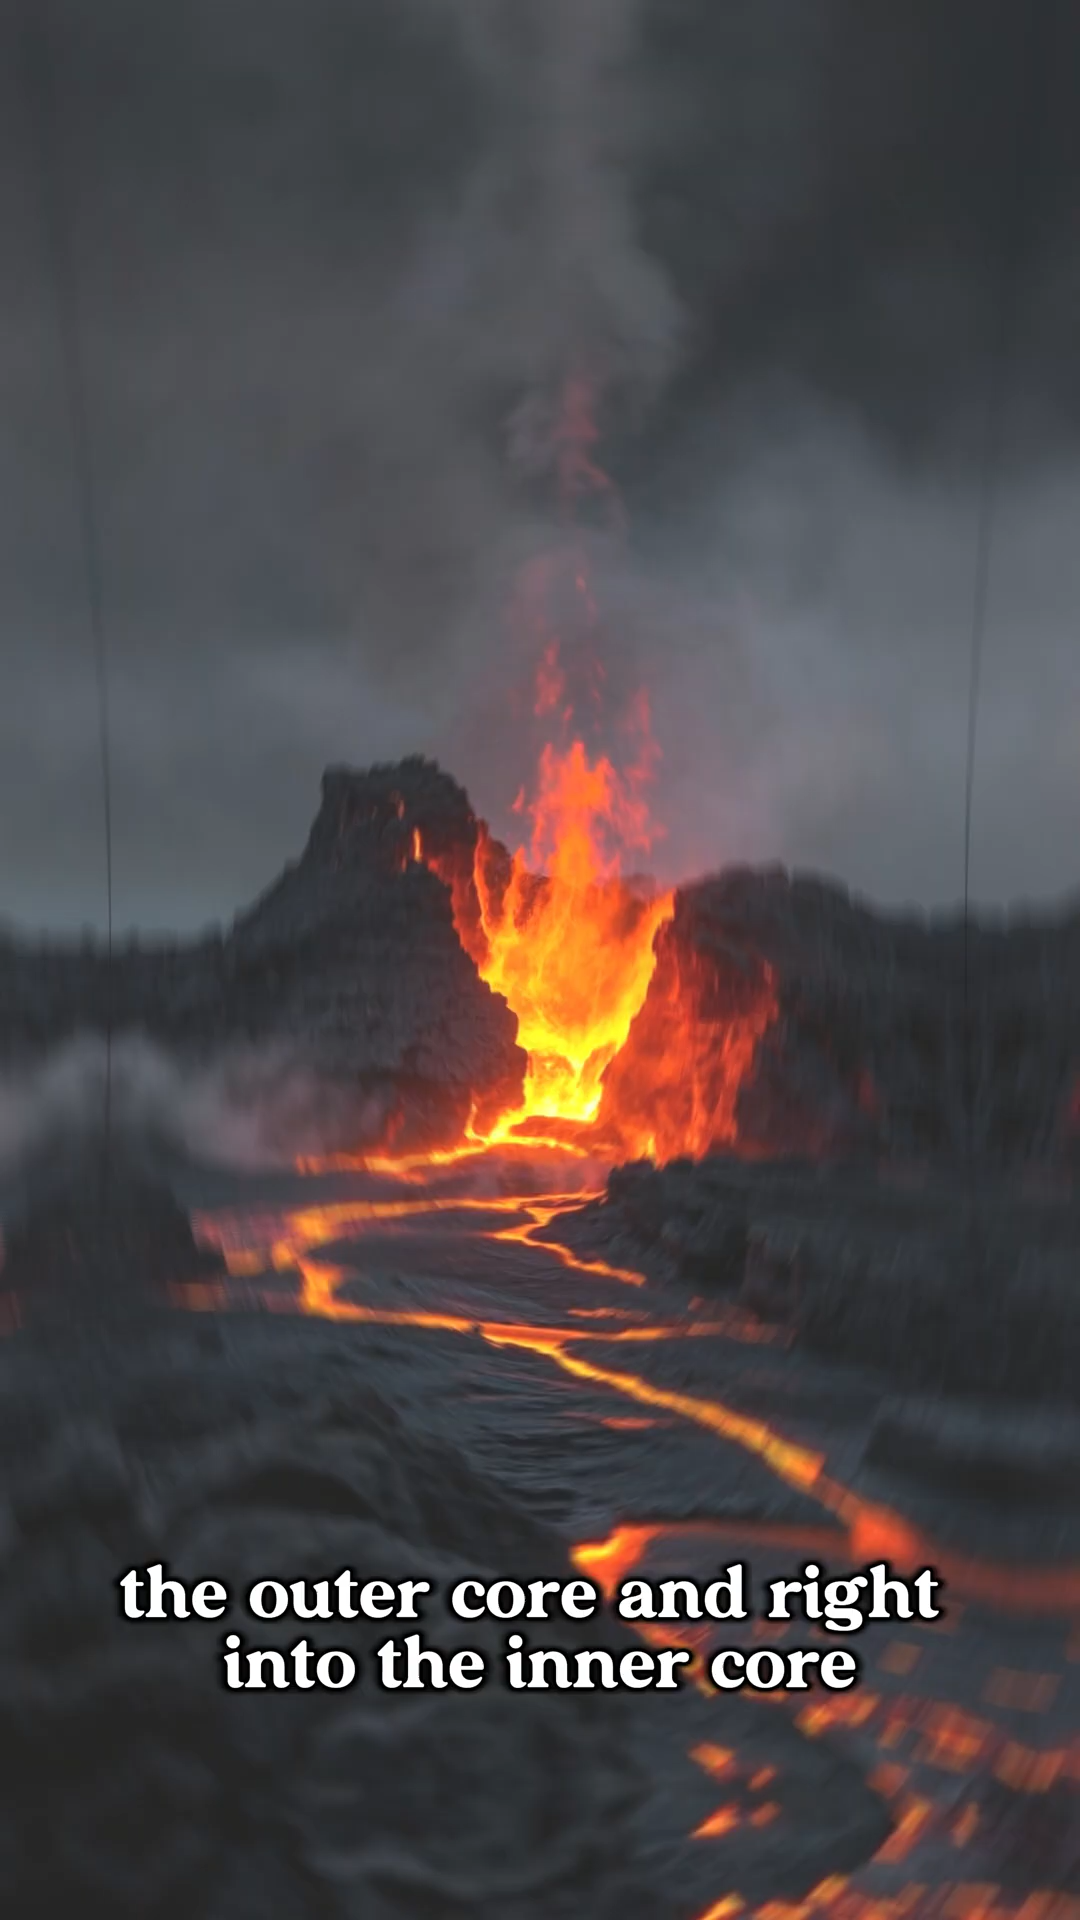 the outer core and right
into the inner core